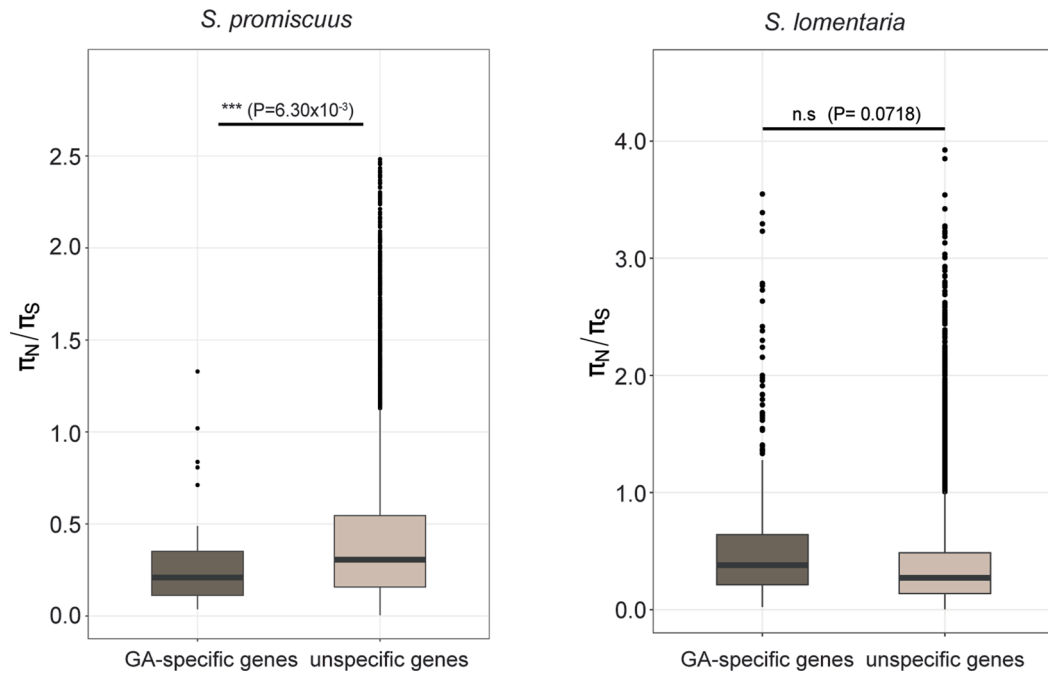 S. promiscuus
*** (P=6.30x10-3)
2.5
2.0
1.5
1.0
0.5
0.0
πN/πS
GA-specific genes unspecific genes
S. lomentaria
n.s (P= 0.0718)
4.0
3.0
2.0
1.0
0.0
πN/πS
GA-specific genes unspecific genes